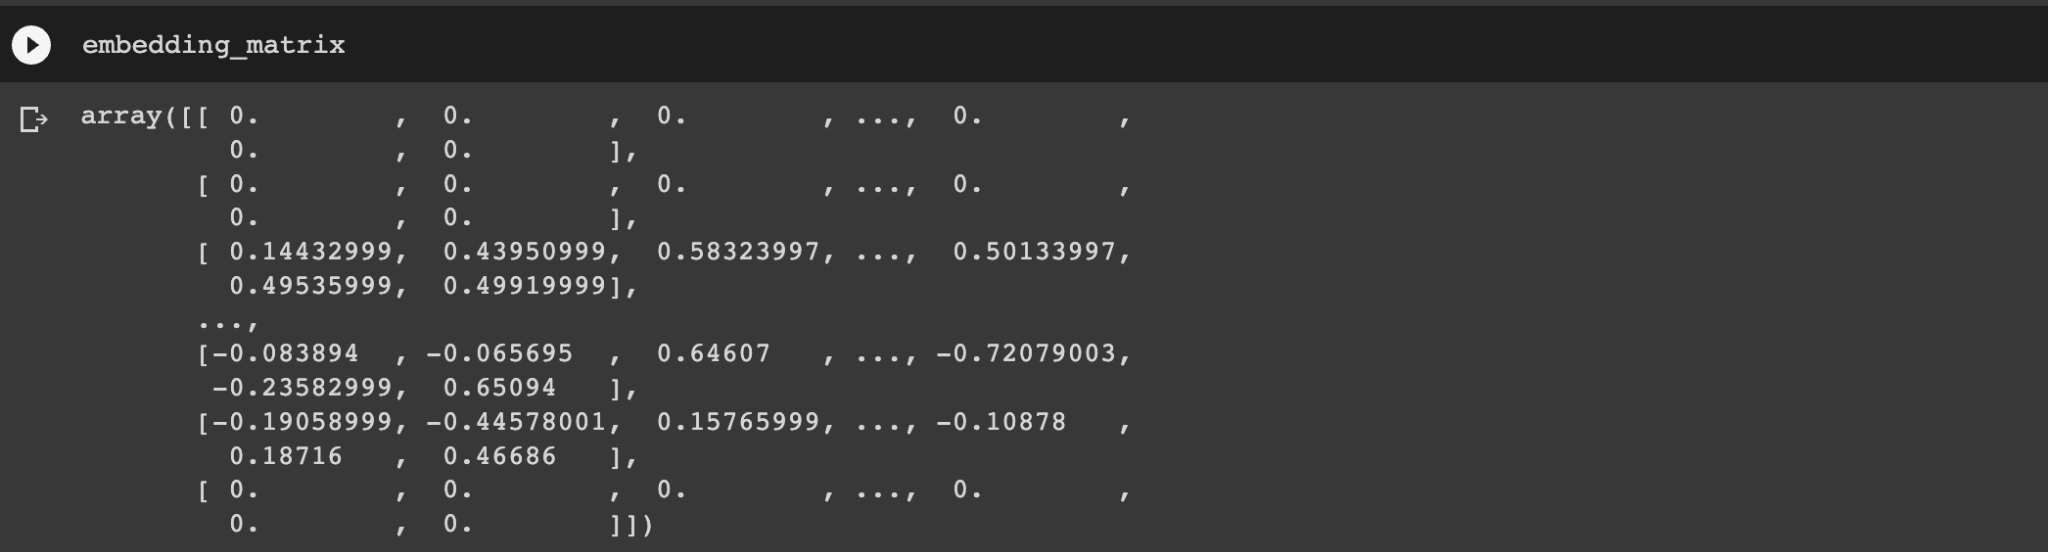 embedding_matrix
array([[ 0.        ,  0.        ,  0.        , ...,  0.        ,
         0.        ,  0.        ],
       [ 0.        ,  0.        ,  0.        , ...,  0.        ,
         0.        ,  0.        ],
       [ 0.14432999,  0.43950999,  0.58323997, ...,  0.50133997,
         0.49535999,  0.49919999],
       ...,
       [-0.083894  , -0.065695  ,  0.64607   , ..., -0.72079003,
        -0.23582999,  0.65094   ],
       [-0.19058999, -0.44578001,  0.15765999, ..., -0.10878   ,
         0.18716   ,  0.46686   ],
       [ 0.        ,  0.        ,  0.        , ...,  0.        ,
         0.        ,  0.        ]])